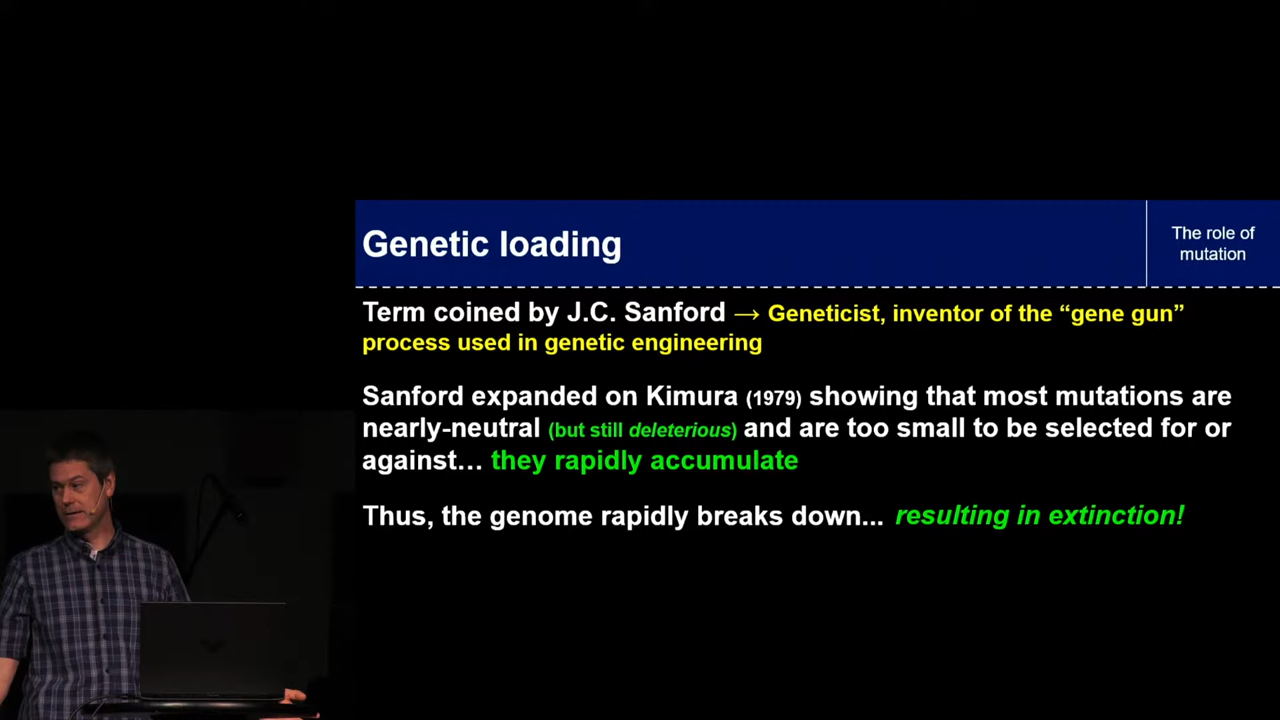 Genetic loading
The role of
mutation
Term coined by J.C. Sanford → Geneticist, inventor of the “gene gun”
process used in genetic engineering
Sanford expanded on Kimura (1979) showing that most mutations are
nearly-neutral (but still deleterious) and are too small to be selected for or
against… they rapidly accumulate
Thus, the genome rapidly breaks down... resulting in extinction!